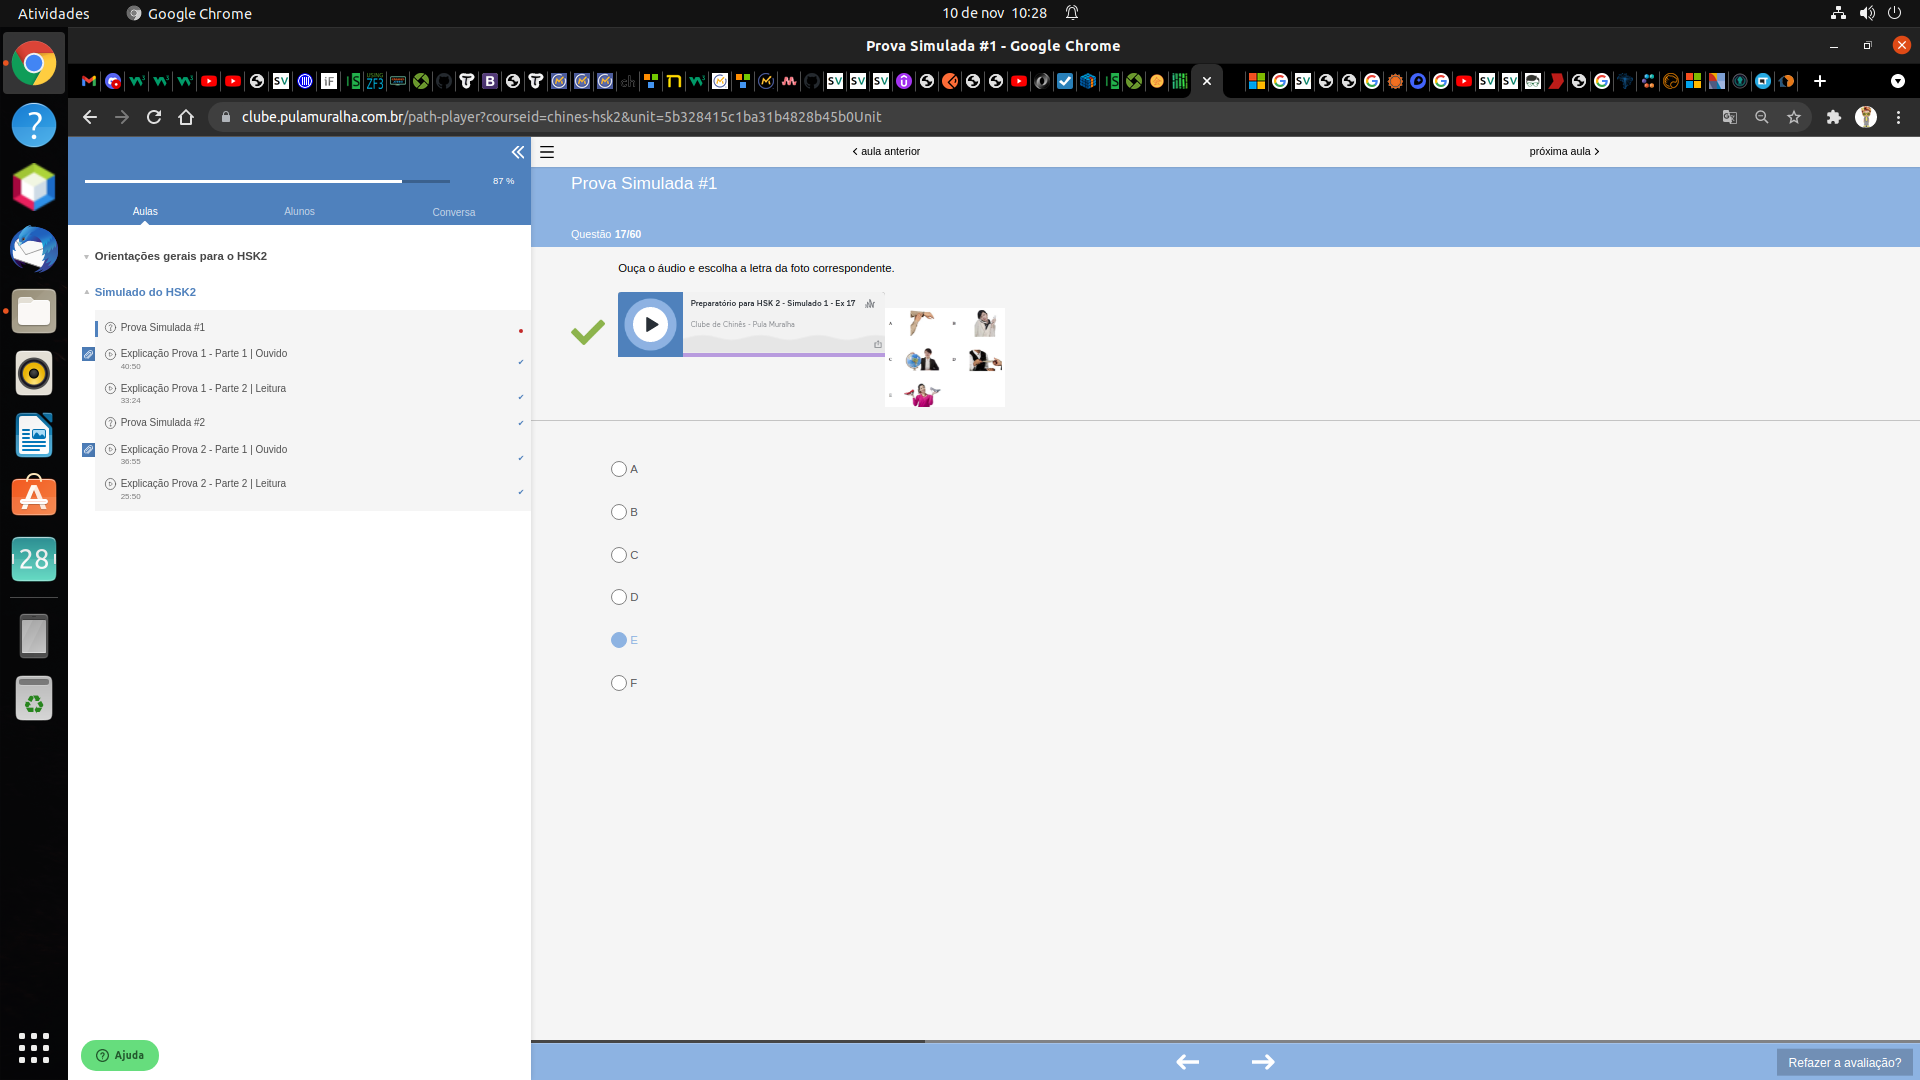 Atividades
Google Chrome
10 de nov 10:28
Prova Simulada #1 - Google Chrome
clube.pulamuralha.com.br/path-player?courseid=chines-hsk2&unit=5b328415c1ba31b4828b45b0Unit
87 %
Aulas
Alunos
Conversa
Orientações gerais para o HSK2
Simulado do HSK2
Prova Simulada #1
Explicação Prova 1 - Parte 1 | Ouvido
40:50
Explicação Prova 1 - Parte 2 | Leitura
33:24
Prova Simulada #2
Explicação Prova 2 - Parte 1 | Ouvido
36:55
Explicação Prova 2 - Parte 2 | Leitura
25:50
Ajuda
28
aula anterior
próxima aula
Prova Simulada #1
Questão 17/60
Ouça o áudio e escolha a letra da foto correspondente.
Preparatório para HSK 2 - Simulado 1 - Ex 17
Clube de Chinês - Pula Muralha
A
B
C
D
A
B
C
D
E
F
Refazer a avaliação?